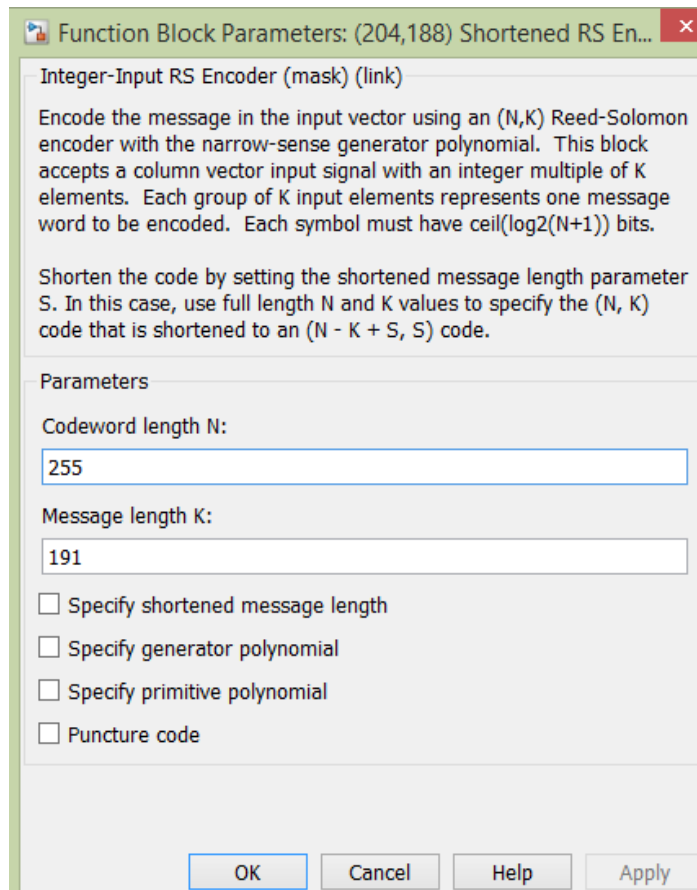 Function Block Parameters: (204,188) Shortened RS En...
Integer-Input RS Encoder (mask) (link)
Encode the message in the input vector using an (N,K) Reed-Solomon
encoder with the narrow-sense generator polynomial.  This block
accepts a column vector input signal with an integer multiple of K
elements.  Each group of K input elements represents one message
word to be encoded.  Each symbol must have ceil(log2(N+1)) bits.
Shorten the code by setting the shortened message length parameter
S. In this case, use full length N and K values to specify the (N, K)
code that is shortened to an (N - K + S, S) code.
Parameters
Codeword length N:
255
Message length K:
191
Specify shortened message length
Specify generator polynomial
Specify primitive polynomial
Puncture code
OK Cancel Help Apply